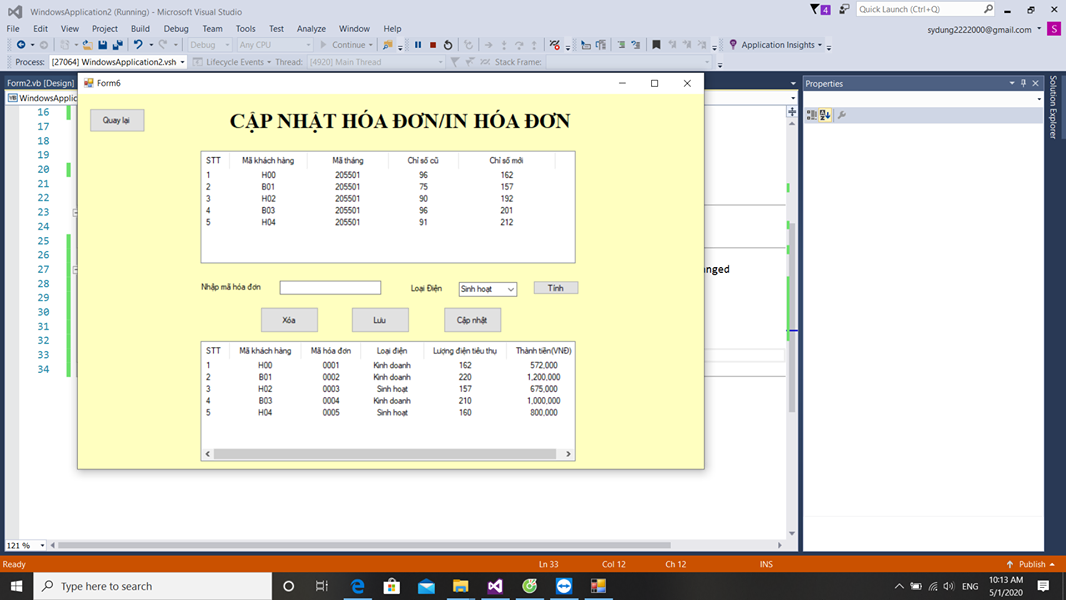 WindowsApplication2 (Running) - Microsoft Visual Studio
4
Quick Launch (Ctrl+Q)
File Edit View Project Build Debug Team Tools Test Analyze Window Help
sydung2222000@gmail.com S
Debug Any CPU Continue Application Insights
Process: [27064] WindowsApplication2.vsh Lifecycle Events Thread: [4920] Main Thread Stack Frame:
Form2.vb [Design]
WindowsApplic
Form6
Properties
Solution Explorer
Quay lại
CẬP NHẬT HÓA ĐƠN/IN HÓA ĐƠN
STT Mã khách hàng Mã tháng Chỉ số cũ Chỉ số mới
1 H00 205501 96 162
2 B01 205501 75 157
3 H02 205501 90 192
4 B03 205501 96 201
5 H04 205501 91 212
Nhập mã hóa đơn Loại Điện Sinh hoạt Tính
Xóa Lưu Cập nhật
STT Mã khách hàng Mã hóa đơn Loại điện Lượng điện tiêu thụ Thành tiền(VNĐ)
1 H00 0001 Kinh doanh 162 572,000
2 B01 0002 Kinh doanh 220 1,200,000
3 H02 0003 Sinh hoạt 157 675,000
4 B03 0004 Kinh doanh 210 1,000,000
5 H04 0005 Sinh hoạt 160 800,000
16
17
18
19
20
21
22
23
24
25
26
27
28
29
30
31
32
33
34
anged
121 %
Ready Ln 33 Col 12 Ch 12 INS Publish
Type here to search
ENG
10:13 AM
5/1/2020